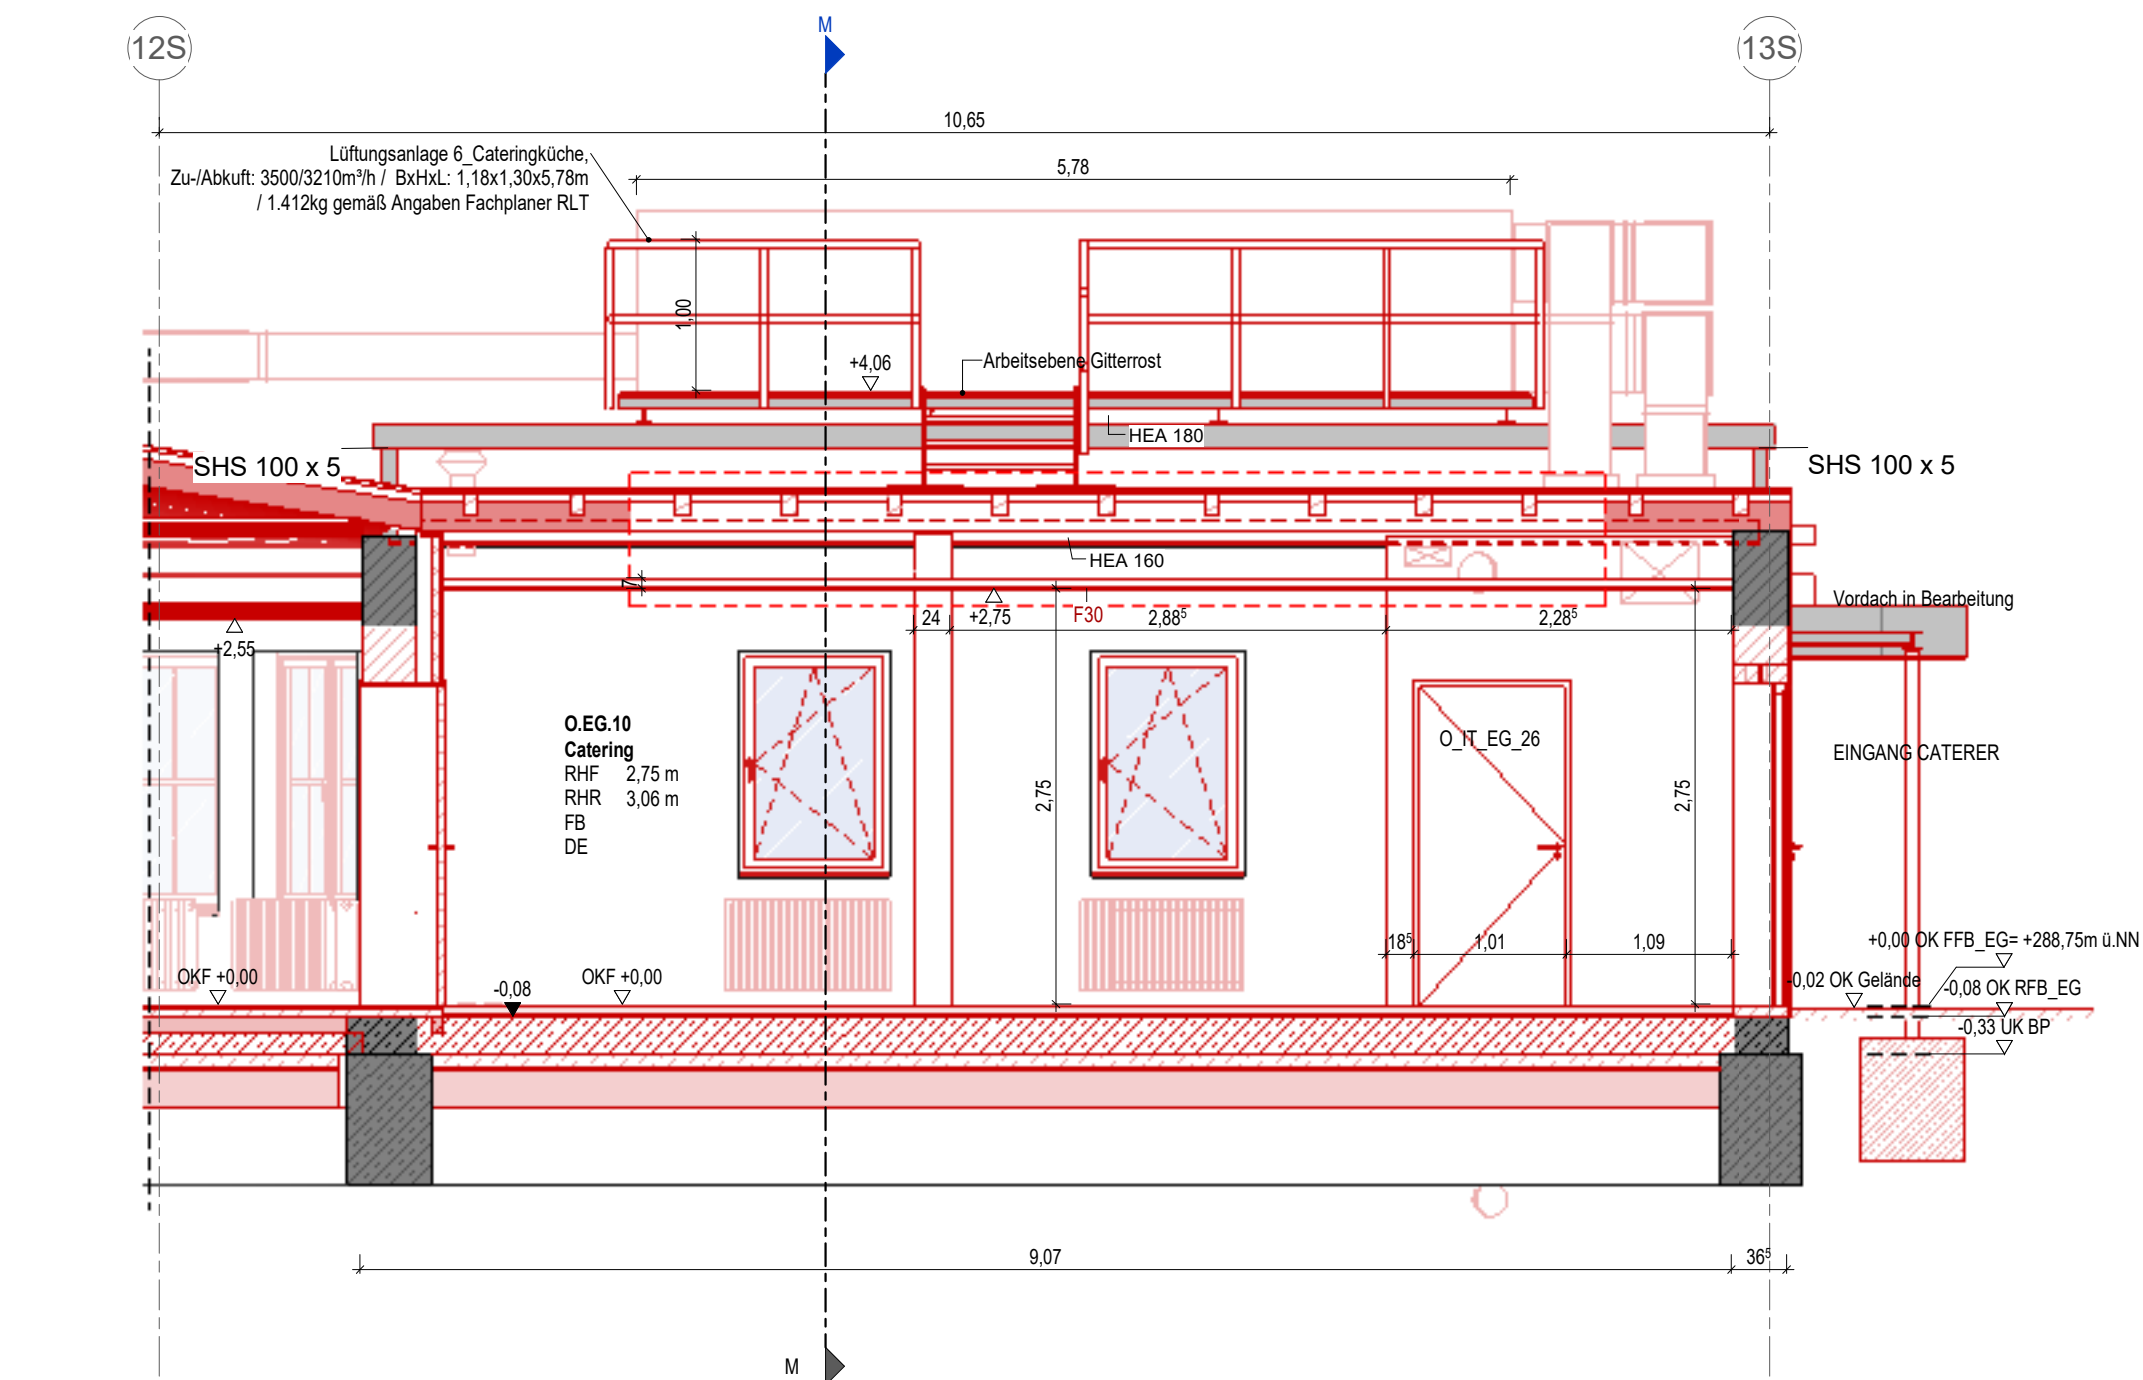 M
12S
13S
10,65
Lüftungsanlage 6_Cateringküche,
Zu-/Abkuft: 3500/3210m³/h / BxHxL: 1,18x1,30x5,78m
/ 1.412kg gemäß Angaben Fachplaner RLT
5,78
1,00
+4,06
Arbeitsebene Gitterrost
HEA 180
SHS 100 x 5
SHS 100 x 5
HEA 160
7
Vordach in Bearbeitung
+2,55
24
+2,75
F30
2,88⁵
2,28⁵
O.EG.10
Catering
RHF 2,75 m
RHR 3,06 m
FB
DE
O_IT_EG_26
EINGANG CATERER
2,75
2,75
18⁵
1,01
1,09
+0,00 OK FFB_EG= +288,75m ü.NN
OKF +0,00
-0,08
OKF +0,00
-0,02 OK Gelände
-0,08 OK RFB_EG
-0,33 UK BP
9,07
36⁵
M